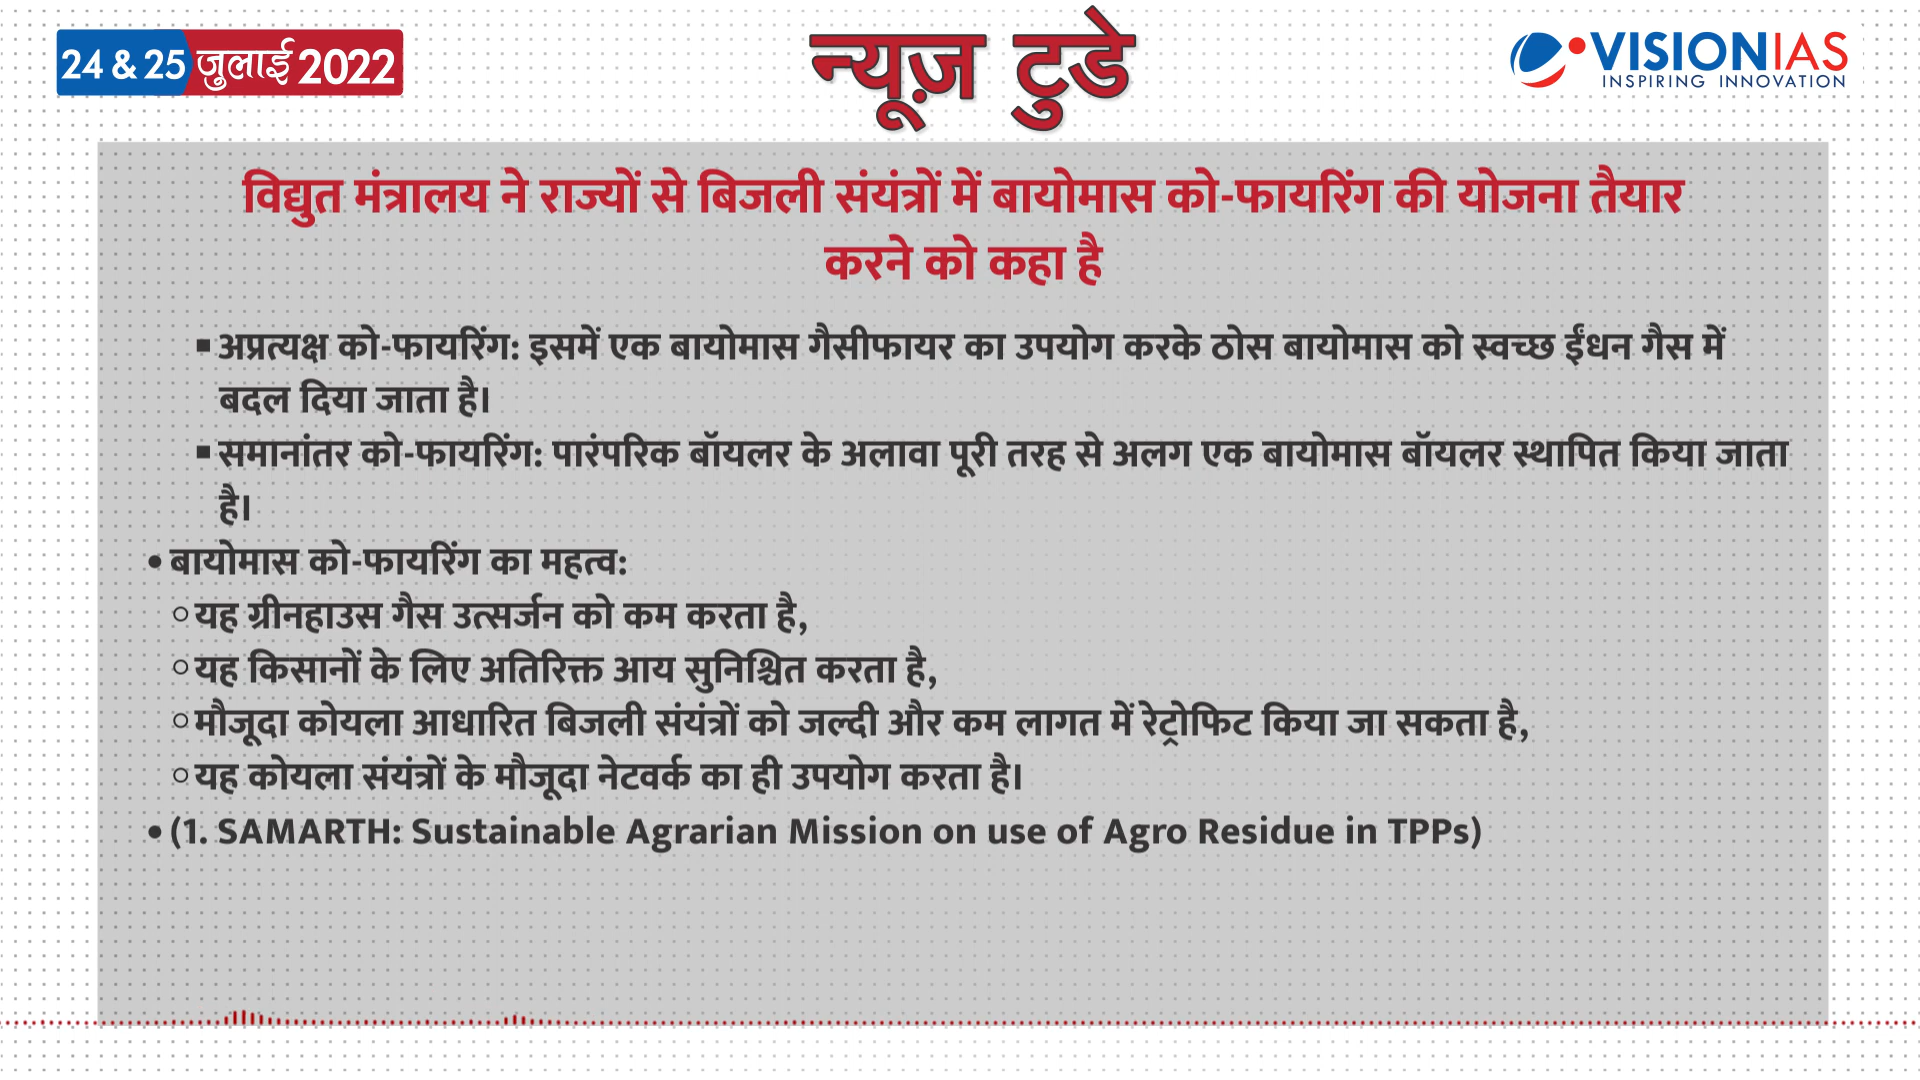 24 & 25 जुलाई 2022
न्यूज़ टुडे
VISIONIAS
INSPIRING INNOVATION
विद्युत मंत्रालय ने राज्यों से बिजली संयंत्रों में बायोमास को-फायरिंग की योजना तैयार
करने को कहा है
▪ अप्रत्यक्ष को-फायरिंग: इसमें एक बायोमास गैसीफायर का उपयोग करके ठोस बायोमास को स्वच्छ ईंधन गैस में
बदल दिया जाता है।
▪ समानांतर को-फायरिंग: पारंपरिक बॉयलर के अलावा पूरी तरह से अलग एक बायोमास बॉयलर स्थापित किया जाता
है।
• बायोमास को-फायरिंग का महत्व:
○ यह ग्रीनहाउस गैस उत्सर्जन को कम करता है,
○ यह किसानों के लिए अतिरिक्त आय सुनिश्चित करता है,
○ मौजूदा कोयला आधारित बिजली संयंत्रों को जल्दी और कम लागत में रेट्रोफिट किया जा सकता है,
○ यह कोयला संयंत्रों के मौजूदा नेटवर्क का ही उपयोग करता है।
• (1. SAMARTH: Sustainable Agrarian Mission on use of Agro Residue in TPPs)